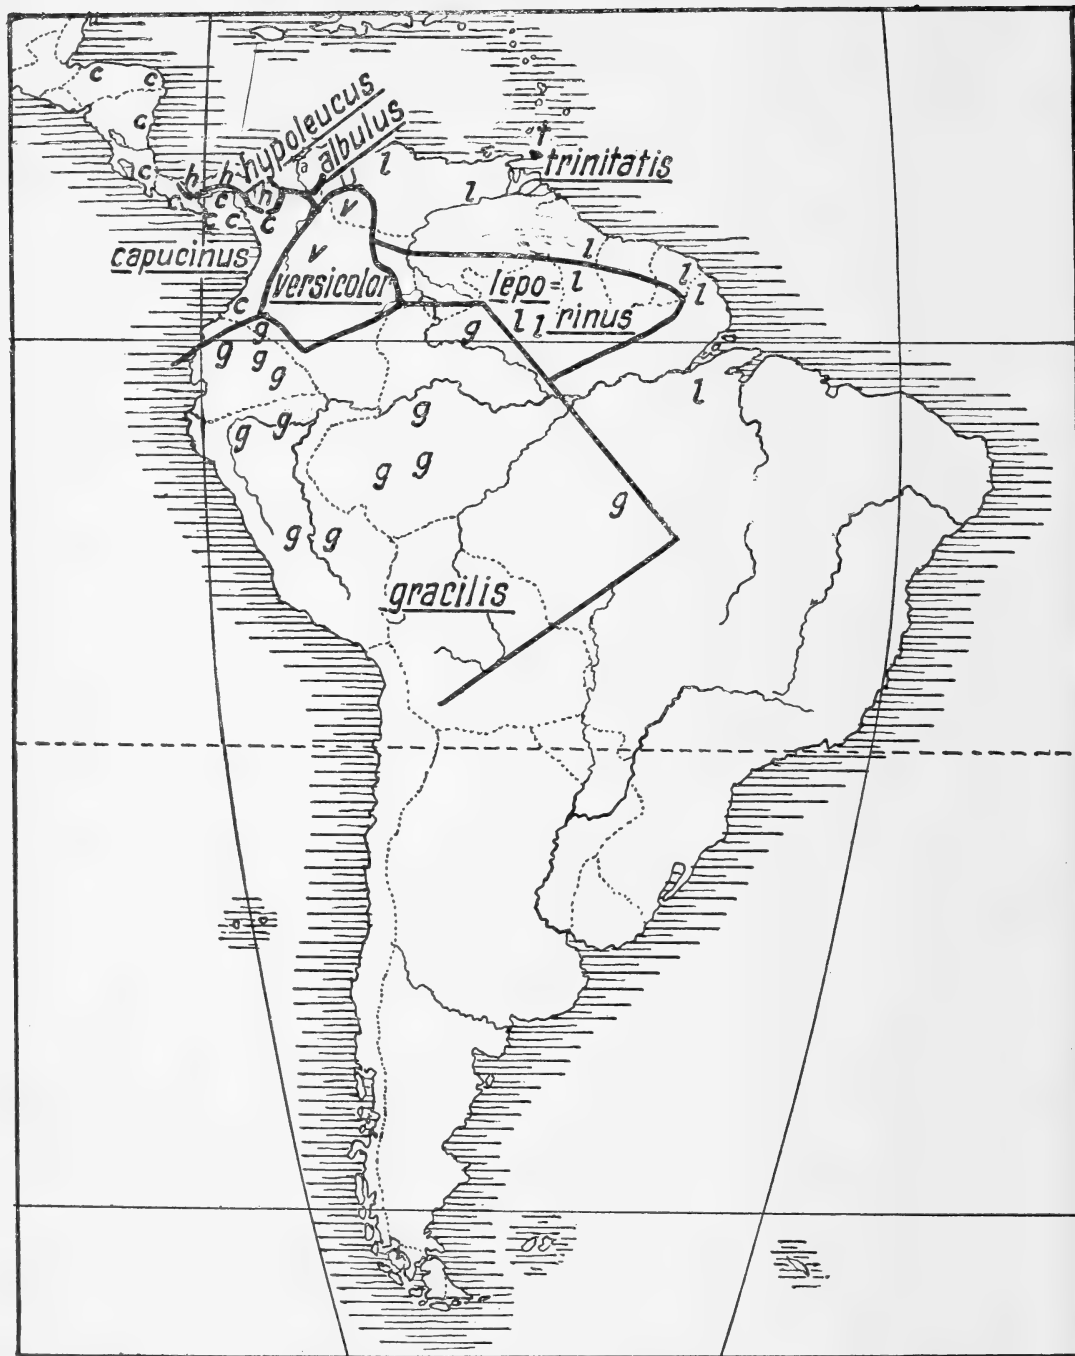 c c
c
hypoleucus
albulus
l
t
trinitatis
c h h h
l
c c c c c
v
capucinus
v
l
versicolor
lepo=
l
l
rinus
l l
l
c
g
g
g g
g
l
g
g g
g g
g
g g
gracilis